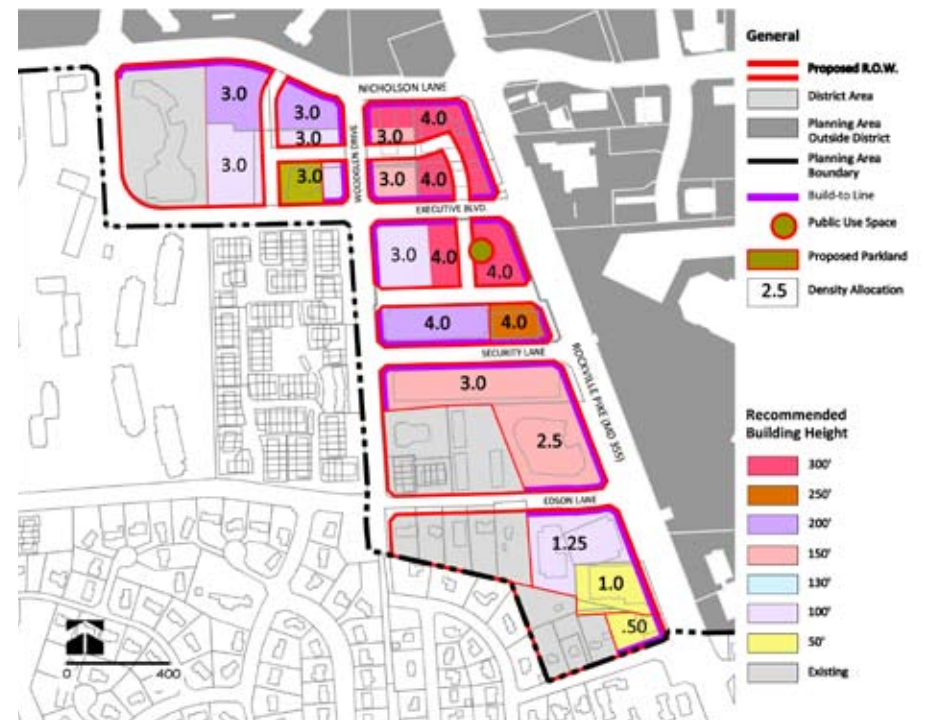 General
Proposed R.O.W.
District Area
Planning Area
Outside District
Planning Area
Boundary
Build-to Line
Public Use Space
Proposed Parkland
2.5 Density Allocation
Recommended
Building Height
300'
250'
200'
150'
130'
100'
50'
Existing
NICHOLSON LANE
3.0
3.0
3.0
3.0
3.0
WOODGLEN DRIVE
4.0
3.0
3.0
4.0
EXECUTIVE BLVD.
3.0
4.0
4.0
4.0
4.0
SECURITY LANE
ROCKVILLE PIKE (MD 355)
3.0
2.5
EDSON LANE
1.25
1.0
.50
0 400